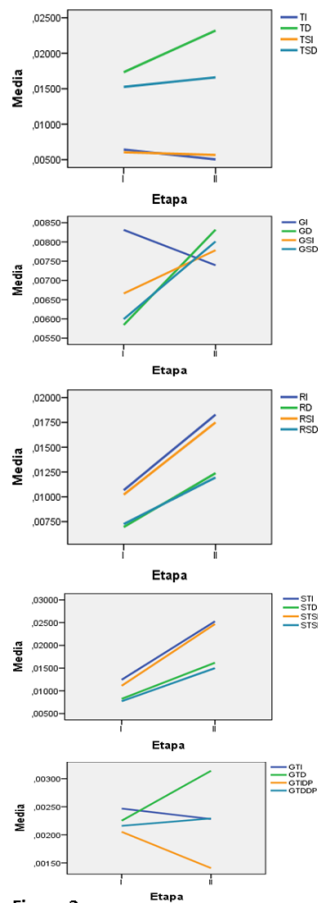 ,02500
,02000
,01500
,01000
,00500
Media
I
II
Etapa
TI
TD
TSI
TSD
,00850
,00800
,00750
,00700
,00650
,00600
,00550
Media
I
II
Etapa
GI
GD
GSI
GSD
,02000
,01750
,01500
,01250
,01000
,00750
Media
I
II
Etapa
RI
RD
RSI
RSD
,03000
,02500
,02000
,01500
,01000
,00500
Media
I
II
Etapa
STI
STD
STSI
STSD
,00300
,00250
,00200
,00150
Media
I
II
Etapa
GTI
GTD
GTIDP
GTDDP